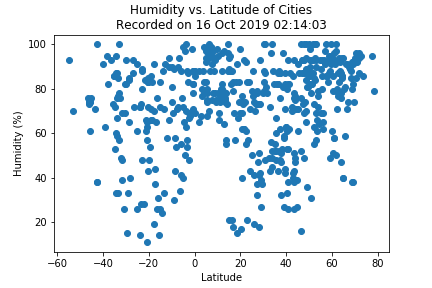 Humidity vs. Latitude of Cities
Recorded on 16 Oct 2019 02:14:03
100
80
60
40
20
Humidity (%)
−60 −40 −20 0 20 40 60 80
Latitude